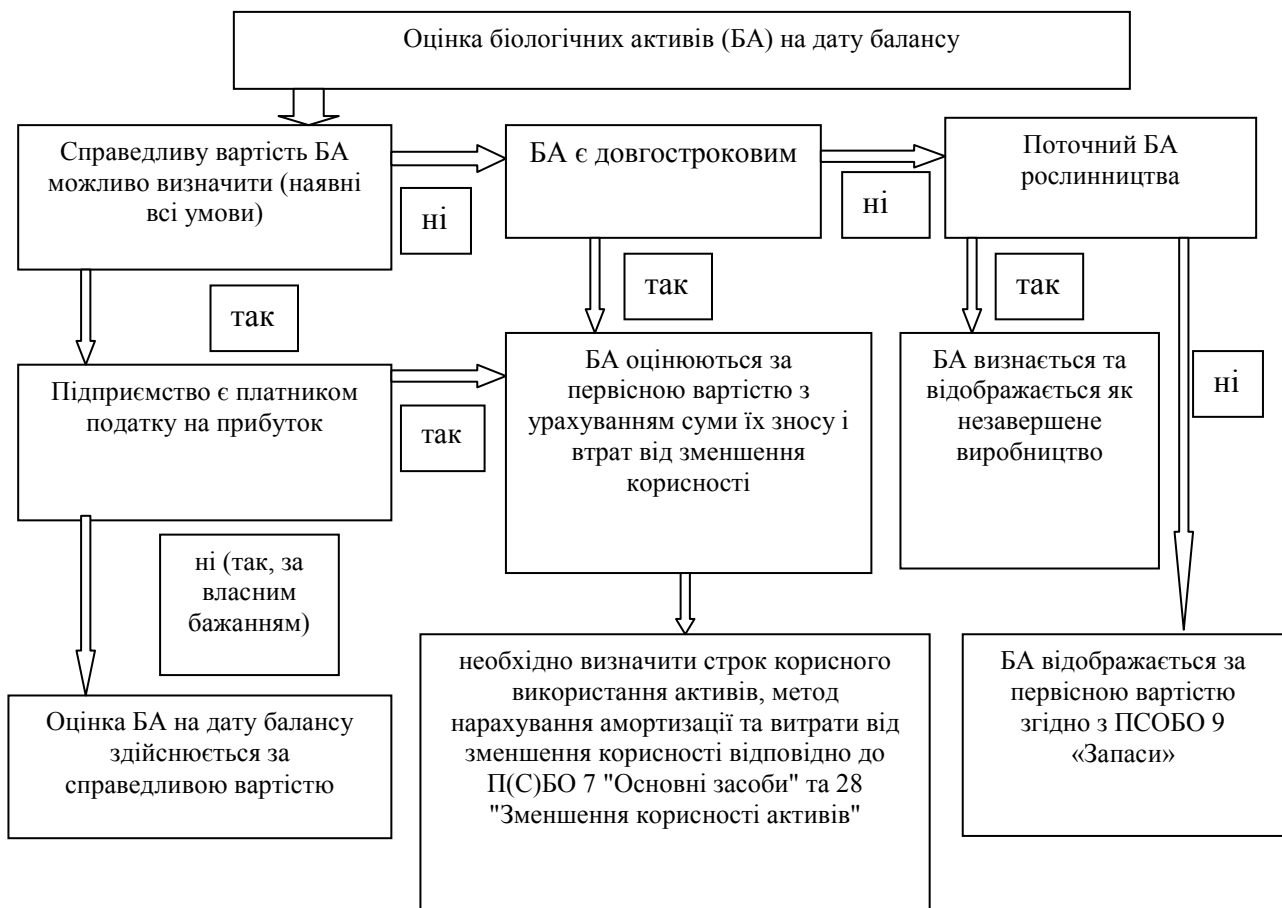 Оцінка біологічних активів (БА) на дату балансу
Справедливу вартість БА
можливо визначити (наявні
всі умови)
ні
БА є довгостроковим
ні
Поточний БА
рослинництва
так
так
так
Підприємство є платником
податку на прибуток
так
БА оцінюються за
первісною вартістю з
урахуванням суми їх зносу і
втрат від зменшення
корисності
БА визнається та
відображається як
незавершене
виробництво
ні
ні (так, за
власним
бажанням)
Оцінка БА на дату балансу
здійснюється за
справедливою вартістю
необхідно визначити строк корисного
використання активів, метод
нарахування амортизації та витрати від
зменшення корисності відповідно до
П(С)БО 7 "Основні засоби" та 28
"Зменшення корисності активів"
БА відображається за
первісною вартістю
згідно з ПСОБО 9
«Запаси»